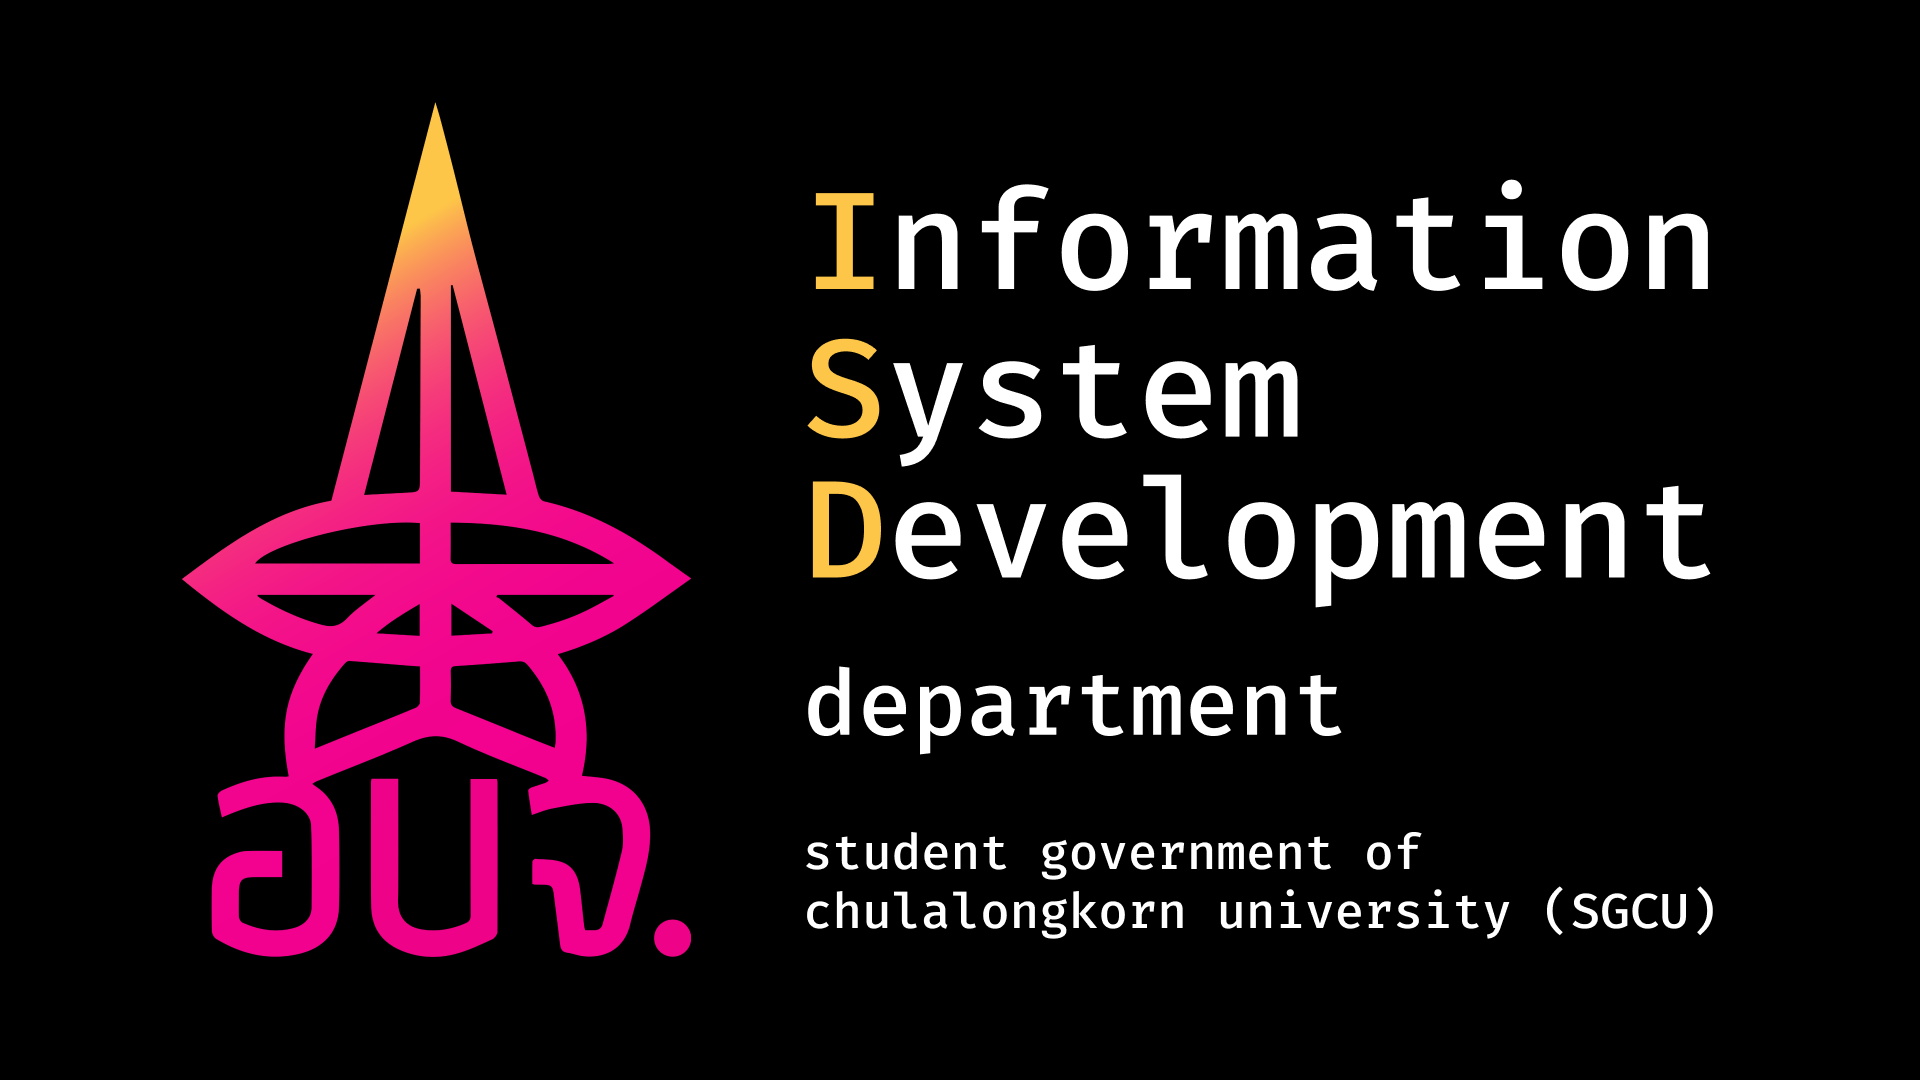 อบจ.
Information
System
Development
department
student government of
chulalongkorn university (SGCU)